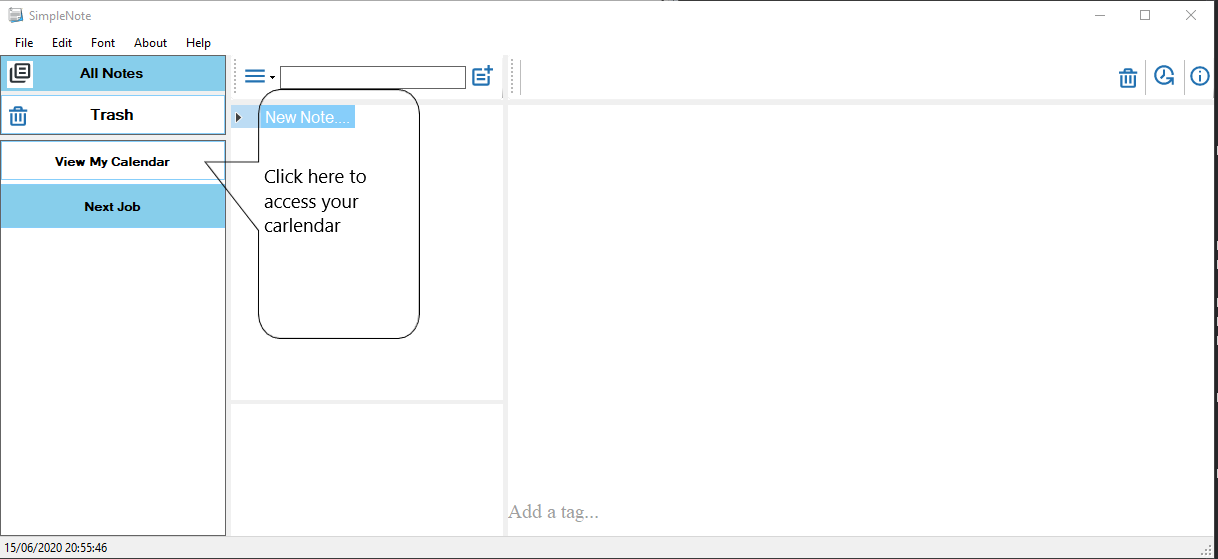 SimpleNote
File Edit Font About Help
All Notes
Trash
View My Calendar
Next Job
New Note....
Click here to
access your
carlendar
Add a tag...
15/06/2020 20:55:46